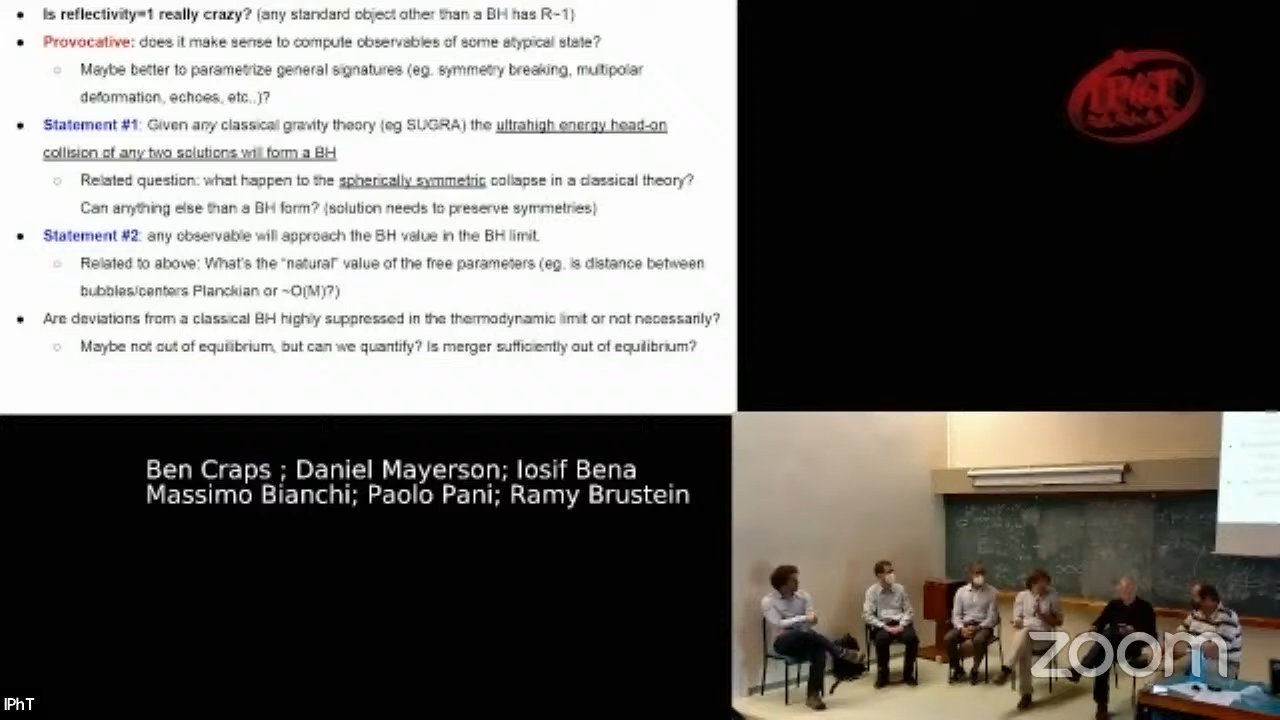 ● Is reflectivity=1 really crazy? (any standard object other than a BH has R~1)
● Provocative: does it make sense to compute observables of some atypical state?
○ Maybe better to parametrize general signatures (eg. symmetry breaking, multipolar
deformation, echoes, etc..)?
● Statement #1: Given any classical gravity theory (eg SUGRA) the ultrahigh energy head-on
collision of any two solutions will form a BH
○ Related question: what happen to the spherically symmetric collapse in a classical theory?
Can anything else than a BH form? (solution needs to preserve symmetries)
● Statement #2: any observable will approach the BH value in the BH limit.
○ Related to above: What's the "natural" value of the free parameters (eg. is distance between
bubbles/centers Planckian or ~O(M)?)
● Are deviations from a classical BH highly suppressed in the thermodynamic limit or not necessarily?
○ Maybe not out of equilibrium, but can we quantify? Is merger sufficiently out of equilibrium?
IPhT
SACLAY
Ben Craps ; Daniel Mayerson; Iosif Bena
Massimo Bianchi; Paolo Pani; Ramy Brustein
zoom
IPhT